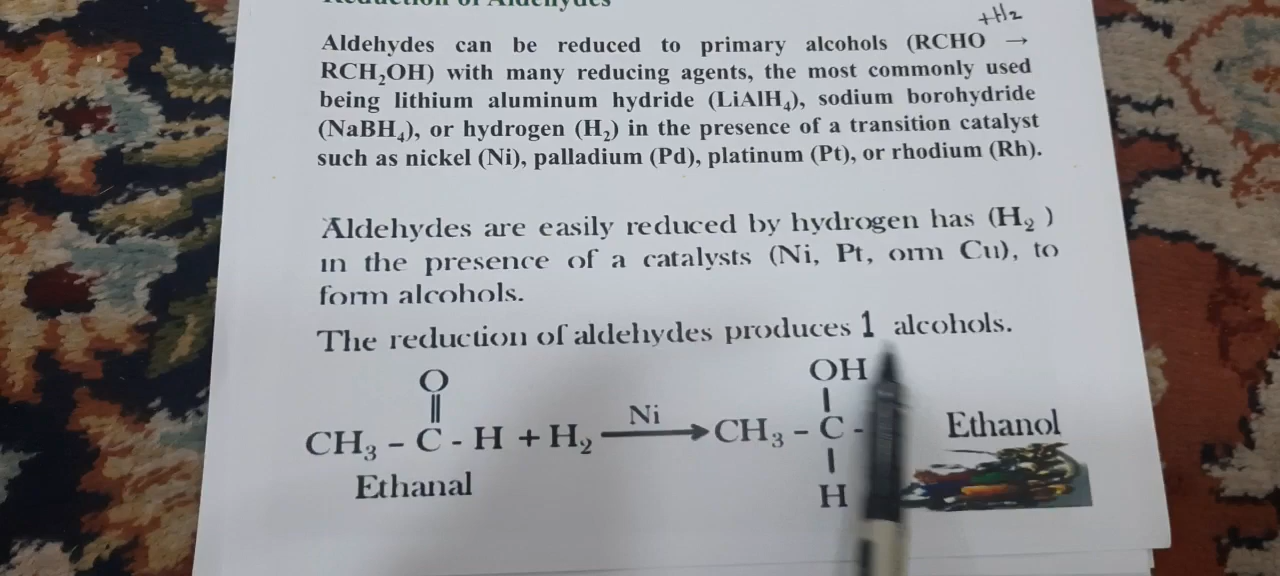 Reduction of Aldehydes
+H₂
Aldehydes can be reduced to primary alcohols (RCHO →
RCH₂OH) with many reducing agents, the most commonly used
being lithium aluminum hydride (LiAlH₄), sodium borohydride
(NaBH₄), or hydrogen (H₂) in the presence of a transition catalyst
such as nickel (Ni), palladium (Pd), platinum (Pt), or rhodium (Rh).
Aldehydes are easily reduced by hydrogen has (H₂ )
in the presence of a catalysts (Ni, Pt, orm Cu), to
form alcohols.
The reduction of aldehydes produces 1 alcohols.
O OH
|| |
CH₃ – C - H + H₂ Ni → CH₃ – C - Ethanol
|
Ethanal H